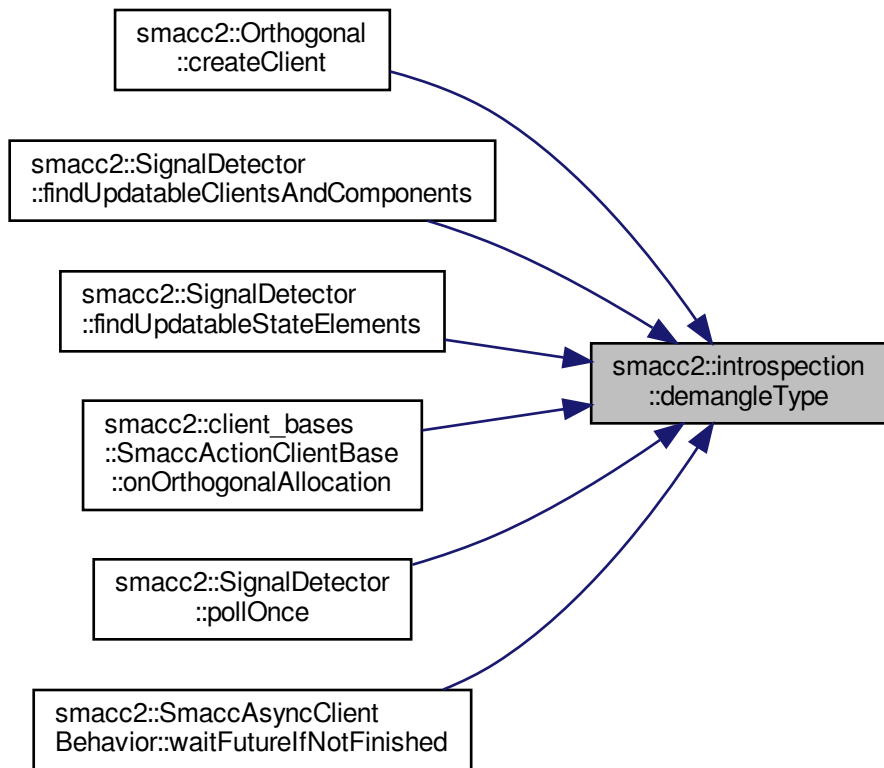 smacc2::Orthogonal
::createClient
smacc2::SignalDetector
::findUpdatableClientsAndComponents
smacc2::SignalDetector
::findUpdatableStateElements
smacc2::introspection
::demangleType
smacc2::client_bases
::SmaccActionClientBase
::onOrthogonalAllocation
smacc2::SignalDetector
::pollOnce
smacc2::SmaccAsyncClient
Behavior::waitFutureIfNotFinished